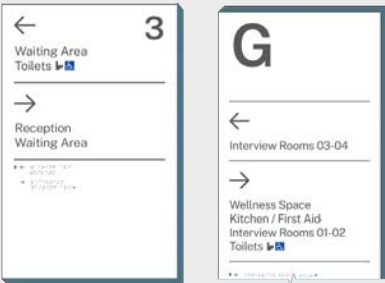 ←
3
Waiting Area
Toilets
→
Reception
Waiting Area
G
←
Interview Rooms 03-04
→
Wellness Space
Kitchen / First Aid
Interview Rooms 01-02
Toilets